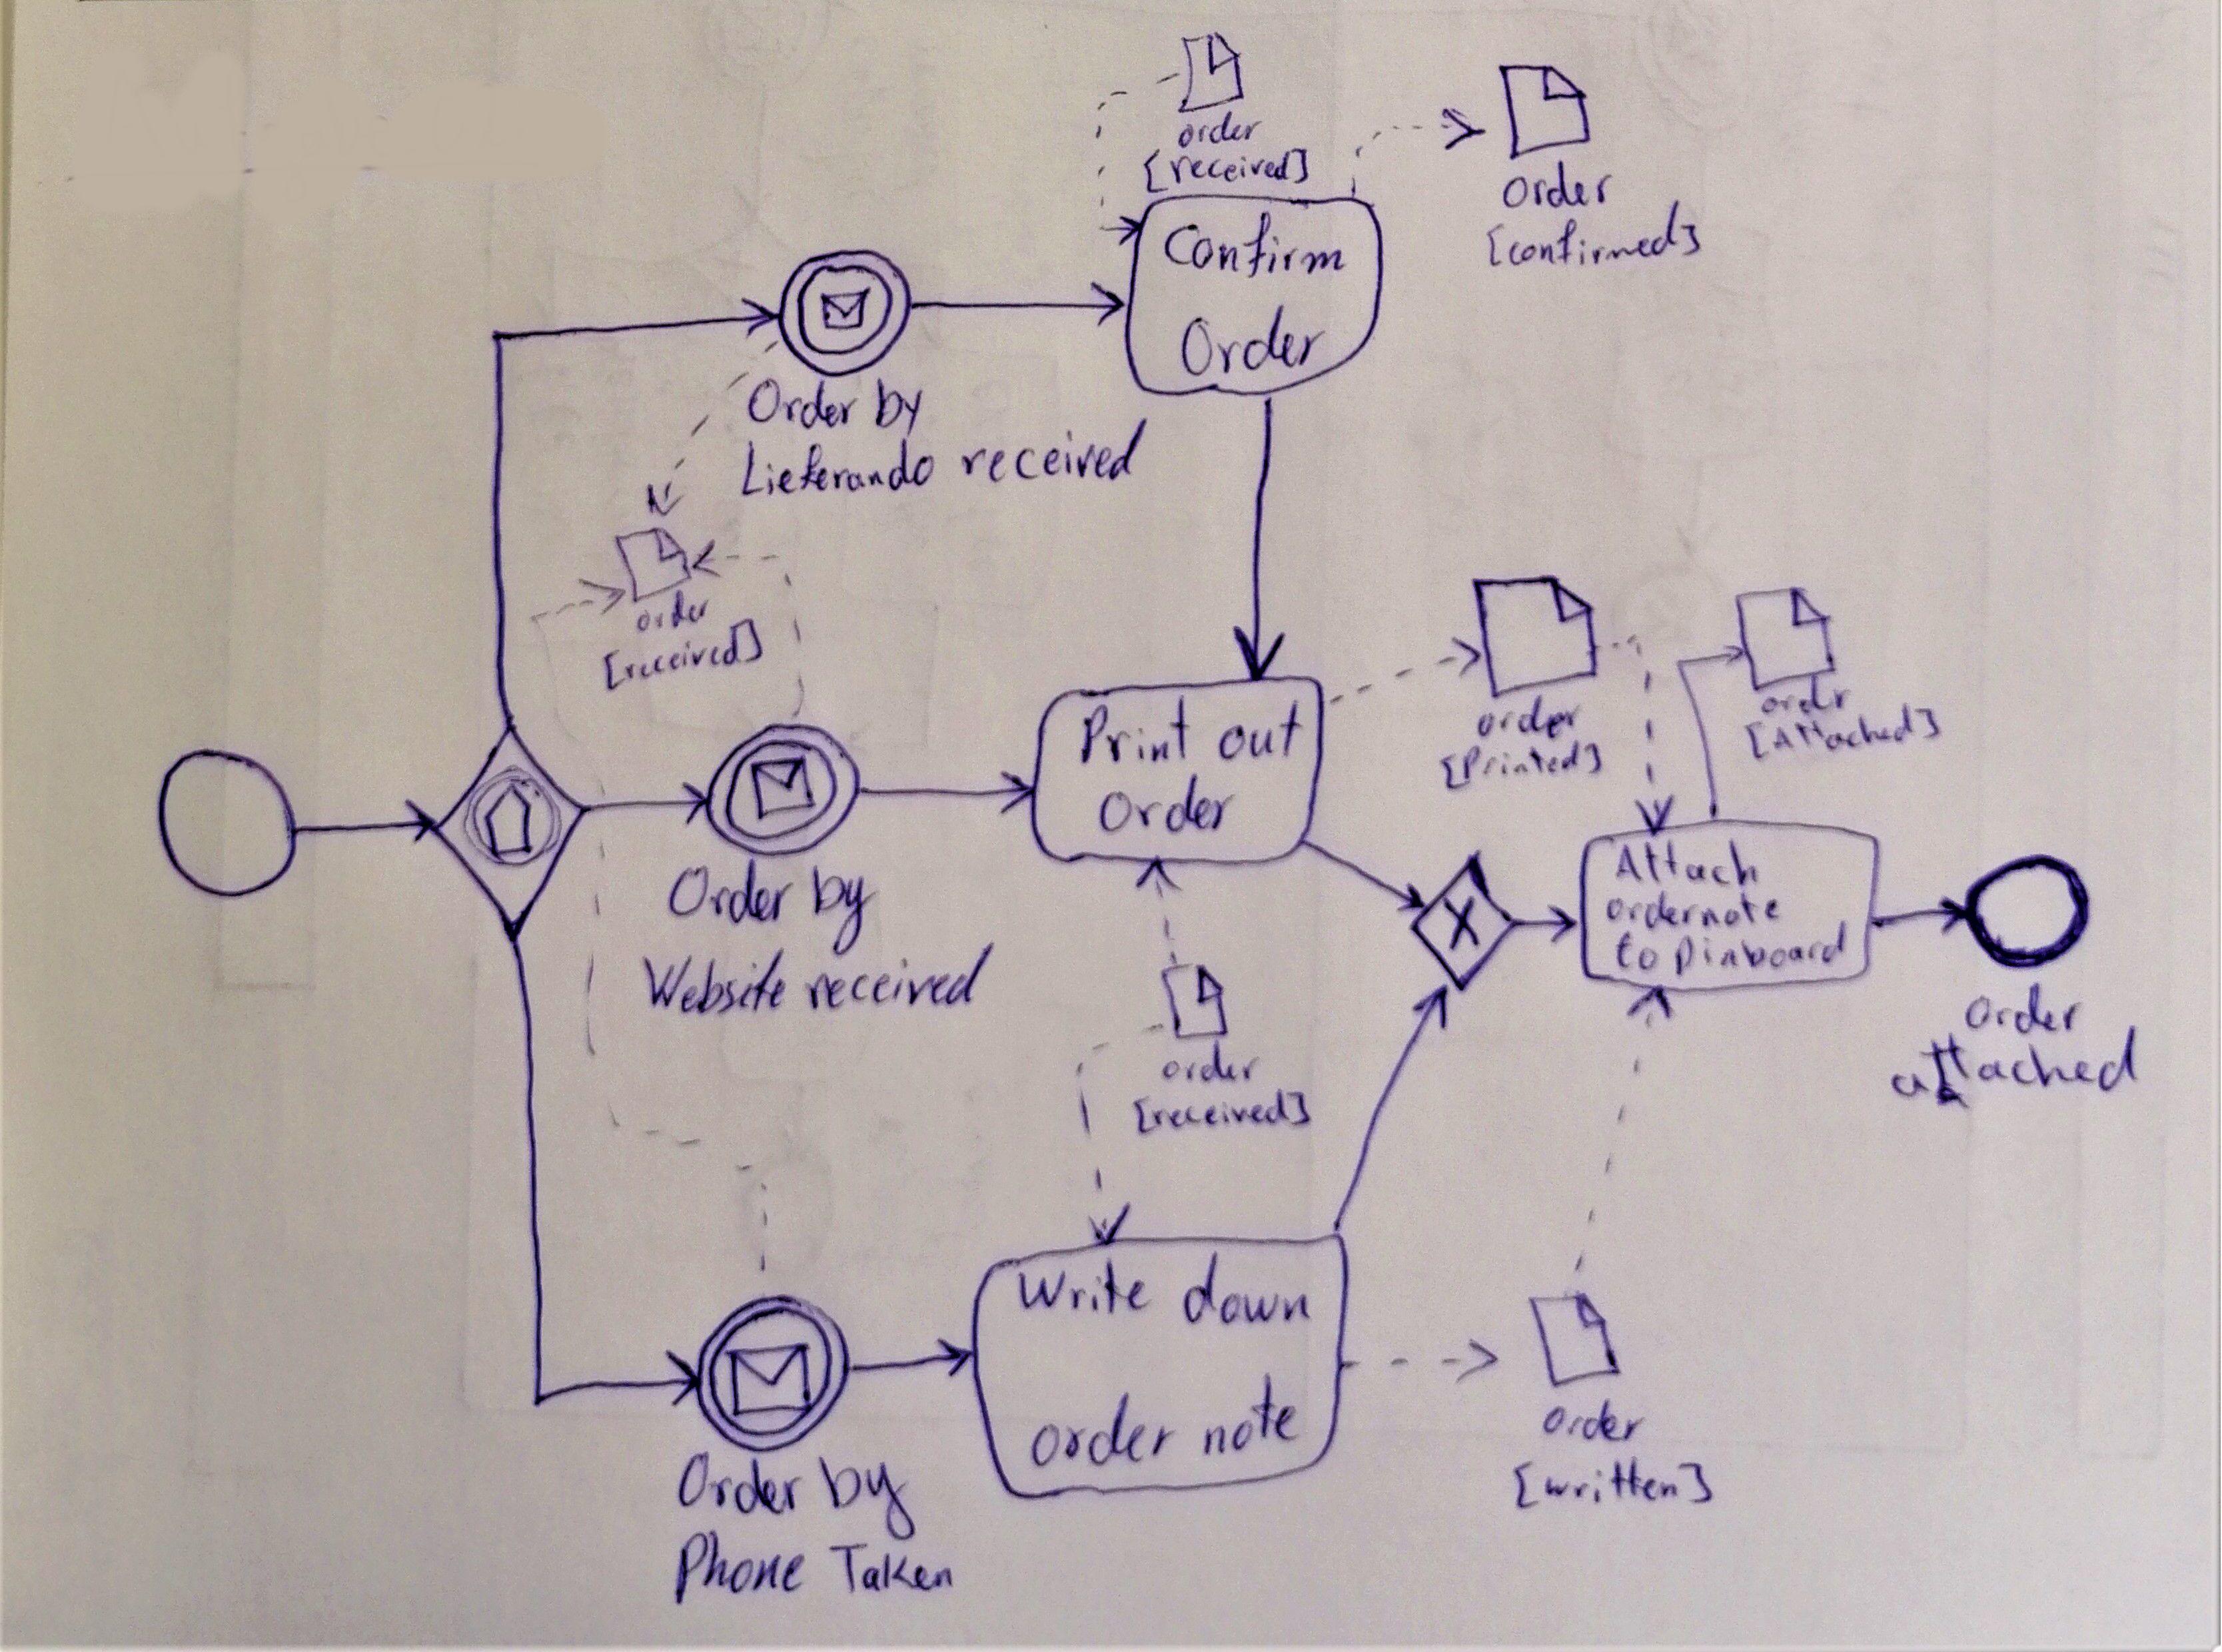 order
[received]
order
[confirmed]
Confirm
Order
Order by
Lieferando received
order
[received]
Print out
order
order
[Printed]
order
[Attached]
Order by
Website received
X
Attach
ordernote
to Pinboard
order
attached
order
[received]
Write down
order note
order
[written]
Order by
Phone Taken